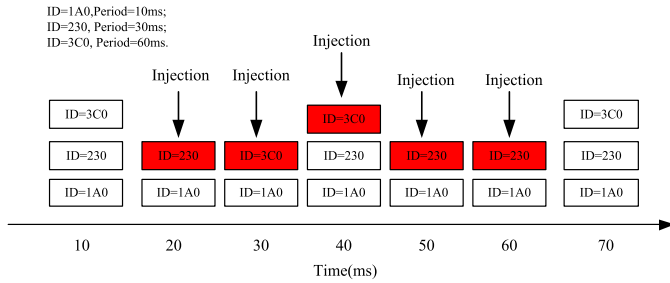 ID=1A0,Period=10ms;
ID=230, Period=30ms;
ID=3C0, Period=60ms.
Injection
Injection Injection Injection Injection
ID=3C0 ID=3C0 ID=3C0
ID=230 ID=230 ID=3C0 ID=230 ID=230 ID=230 ID=230
ID=1A0 ID=1A0 ID=1A0 ID=1A0 ID=1A0 ID=1A0 ID=1A0
10 20 30 40 50 60 70
Time(ms)